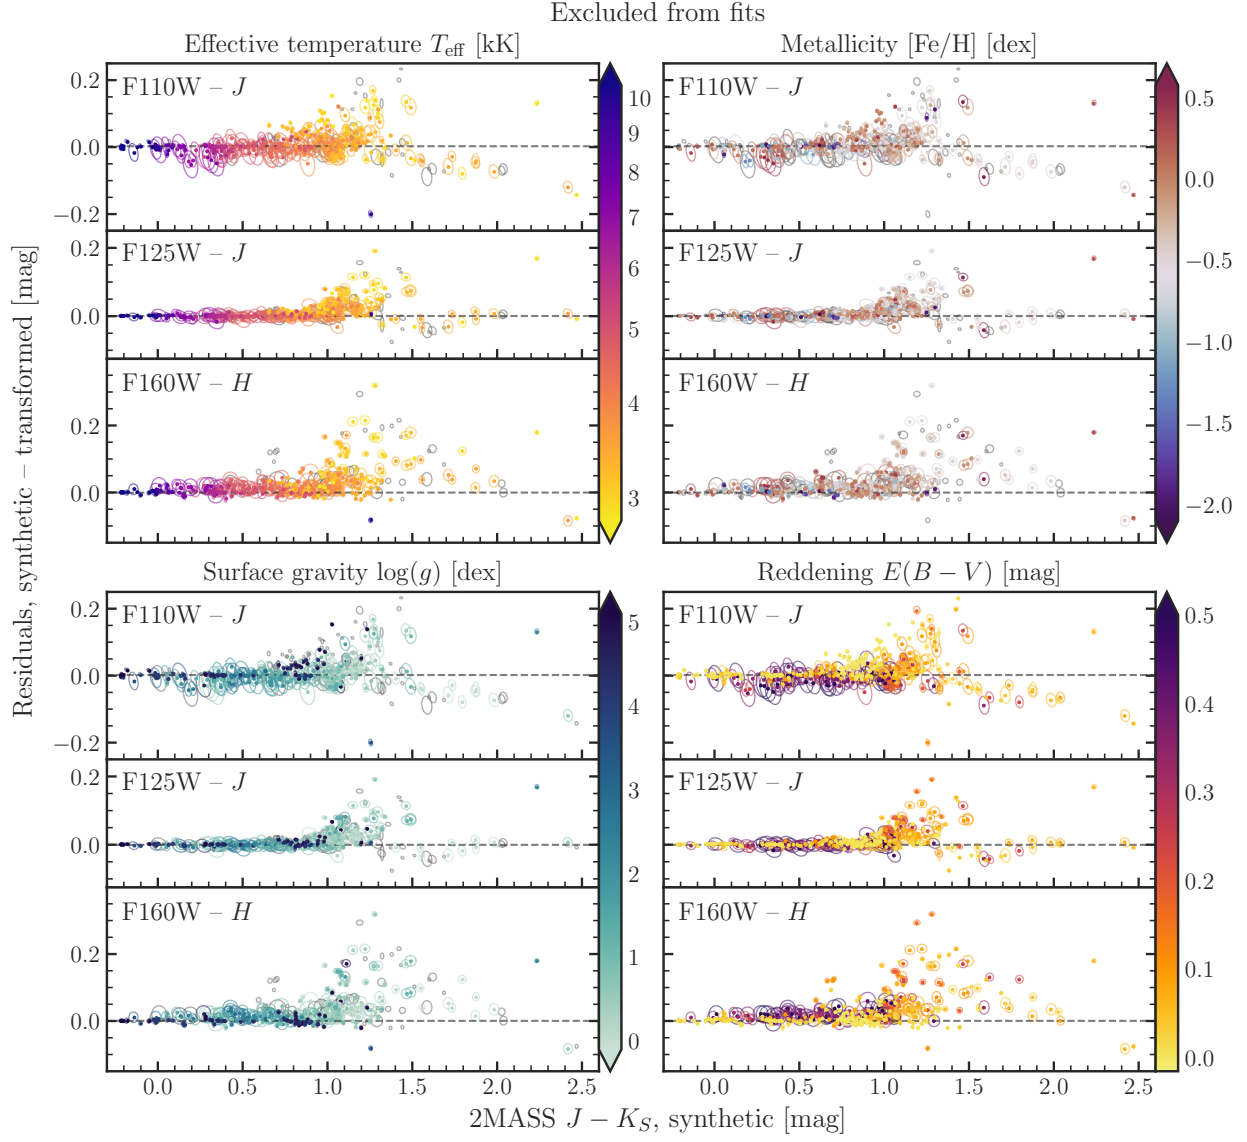 Excluded from fits
Effective temperature T_eff [kK]
Metallicity [Fe/H] [dex]
F110W – J
0.2
0.0
−0.2
F125W – J
0.0
F160W – H
0.2
0.0
10
9
8
7
6
5
4
3
F110W – J
F125W – J
F160W – H
0.5
0.0
−0.5
−1.0
−1.5
−2.0
Surface gravity log(g) [dex]
Reddening E(B − V) [mag]
F110W – J
0.2
0.0
−0.2
F125W – J
0.0
F160W – H
0.2
0.0
5
4
3
2
1
0
F110W – J
F125W – J
F160W – H
0.5
0.4
0.3
0.2
0.1
0.0
0.0 0.5 1.0 1.5 2.0 2.5
0.0 0.5 1.0 1.5 2.0 2.5
2MASS J − K_S, synthetic [mag]
Residuals, synthetic – transformed [mag]